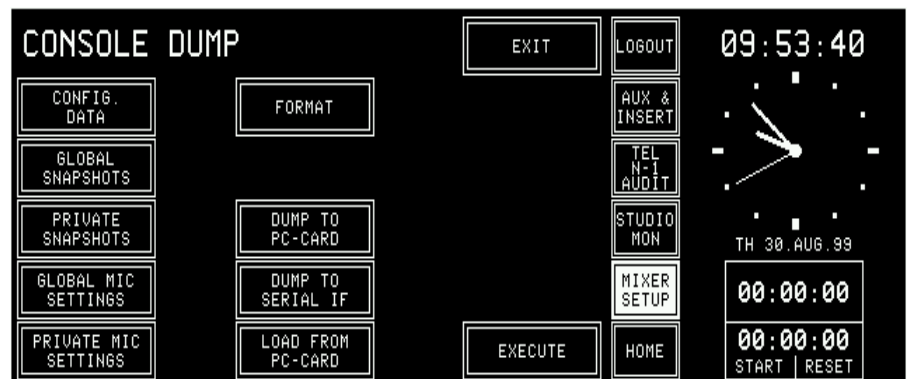 CONSOLE DUMP
EXIT
LOGOUT
09:53:40
CONFIG.
DATA
FORMAT
AUX &
INSERT
GLOBAL
SNAPSHOTS
TEL
N-1
AUDIT
PRIVATE
SNAPSHOTS
DUMP TO
PC-CARD
STUDIO
MON
TH 30.AUG.99
GLOBAL MIC
SETTINGS
DUMP TO
SERIAL IF
MIXER
SETUP
00:00:00
PRIVATE MIC
SETTINGS
LOAD FROM
PC-CARD
EXECUTE
HOME
00:00:00
START
RESET